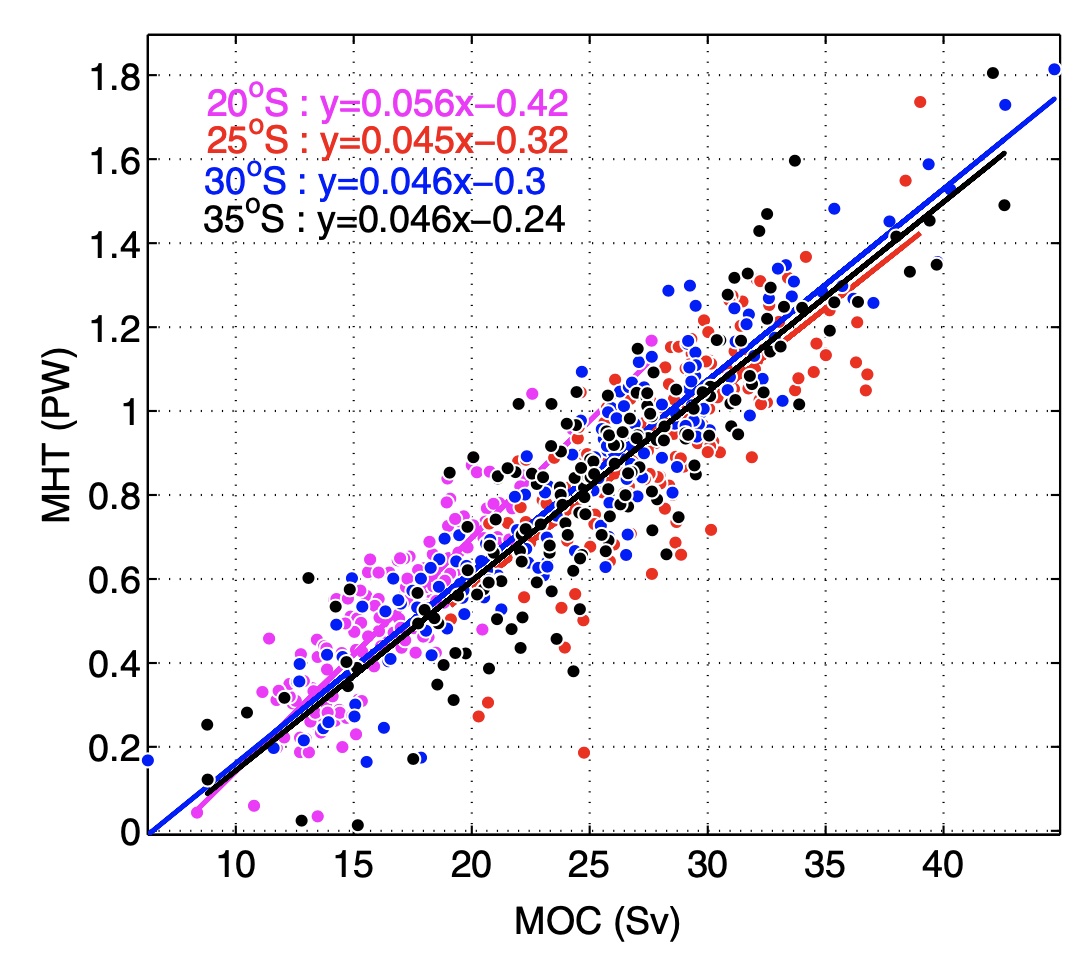 20°S : y=0.056x−0.42
25°S : y=0.045x−0.32
30°S : y=0.046x−0.3
35°S : y=0.046x−0.24
1.8
1.6
1.4
1.2
1
0.8
0.6
0.4
0.2
0
MHT (PW)
10 15 20 25 30 35 40
MOC (Sv)